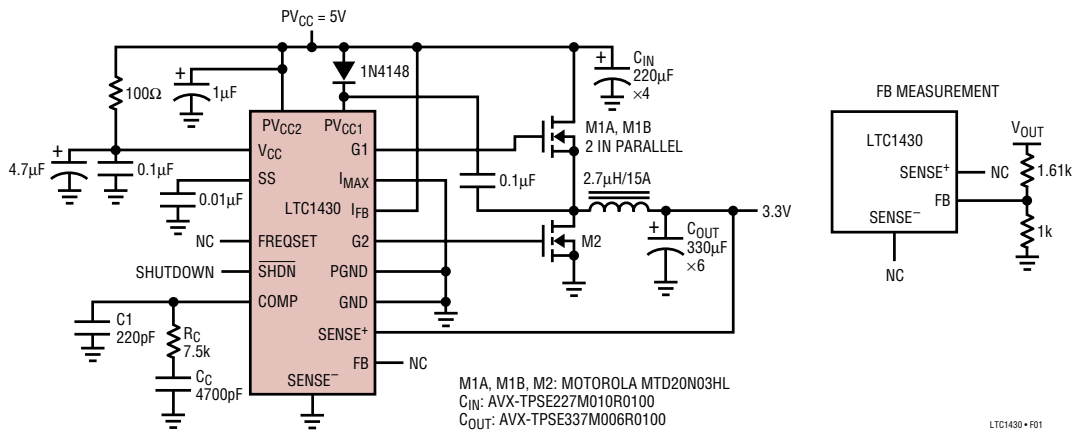 PVCC = 5V
100Ω
1µF
1N4148
CIN
220µF
×4
4.7µF
0.1µF
0.01µF
NC
SHUTDOWN
C1
220pF
RC
7.5k
CC
4700pF
PVCC2
PVCC1
VCC
SS
LTC1430
FREQSET
SHDN
COMP
G1
IMAX
IFB
G2
PGND
GND
SENSE+
FB
SENSE–
NC
M1A, M1B
2 IN PARALLEL
0.1µF
2.7µH/15A
M2
3.3V
COUT
330µF
×6
M1A, M1B, M2: MOTOROLA MTD20N03HL
CIN: AVX-TPSE227M010R0100
COUT: AVX-TPSE337M006R0100
FB MEASUREMENT
LTC1430
SENSE+
FB
SENSE–
NC
NC
VOUT
1.61k
1k
LTC1430 • F01